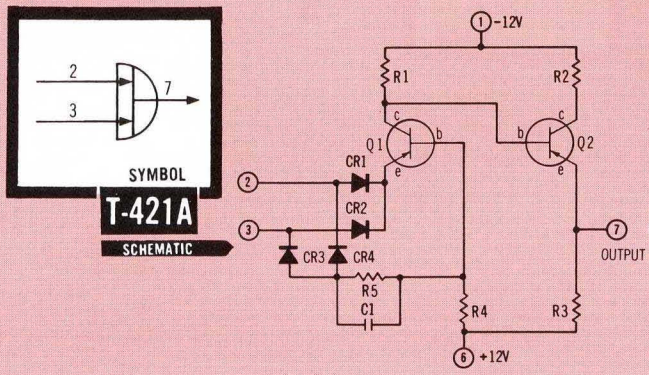 2
3
7
SYMBOL
T-421A
SCHEMATIC
1 -12V
R1
R2
c
Q1
b
e
c
b
Q2
e
CR1
2
CR2
3
7
OUTPUT
CR3
CR4
R5
C1
R4
R3
6 +12V